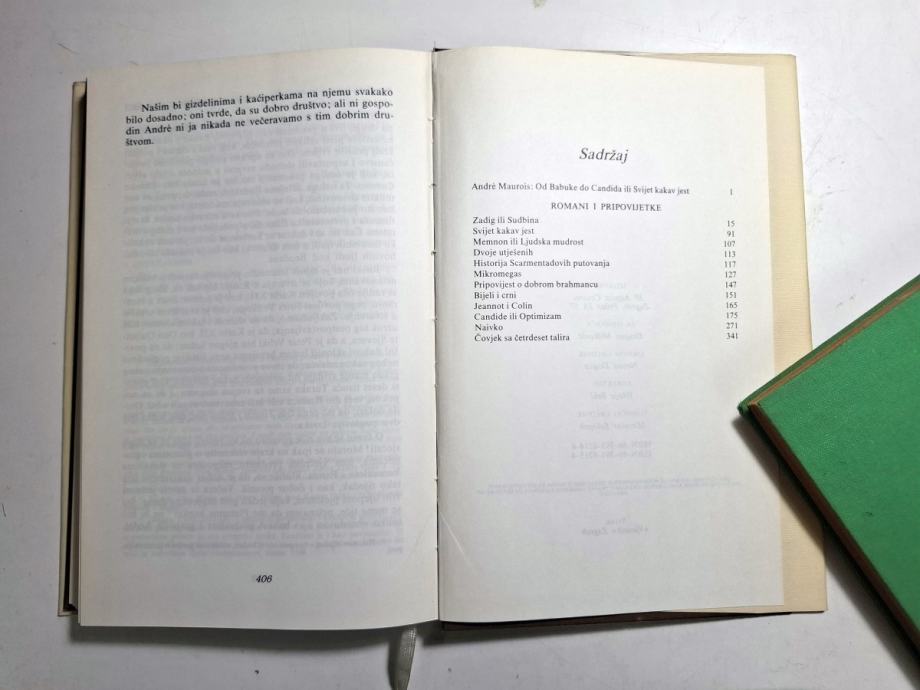 Našim bi gizdelinima i kaćiperkama na njemu svakako
bilo dosadno; oni tvrde, da su dobro društvo; ali ni gospo-
din André ni ja nikada ne večeravamo s tim dobrim dru-
štvom.
406
Sadržaj
André Maurois: Od Babuke do Candida ili Svijet kakav jest 1
ROMANI I PRIPOVIJETKE
Zadig ili Sudbina 15
Svijet kakav jest 91
Memnon ili Ljudska mudrost 107
Dvoje utješenih 113
Historija Scarmentadovih putovanja 117
Mikromegas 127
Pripovijest o dobrom brahmancu 147
Bijeli i crni 151
Jeannot i Colin 165
Candide ili Optimizam 175
Naivko 271
Čovjek sa četrdeset talira 341